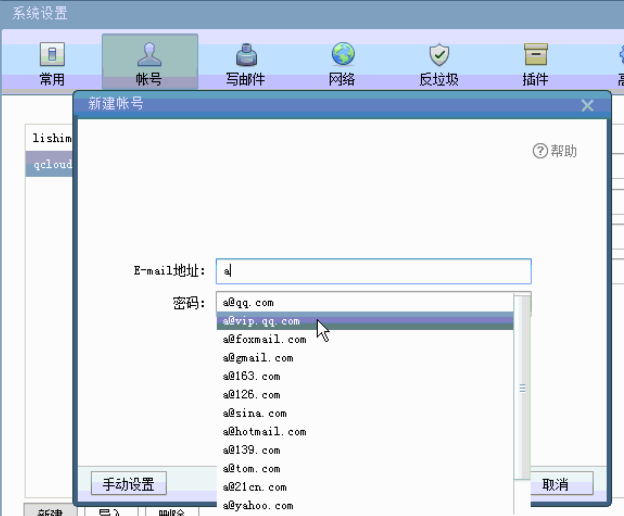 系统设置
常用 帐号 写邮件 网络 反垃圾 插件
新建帐号
lishim
qcloud
帮助
E-mail地址: a
密码:
a@qq.com
a@vip.qq.com
a@foxmail.com
a@gmail.com
a@163.com
a@126.com
a@sina.com
a@hotmail.com
a@139.com
a@tom.com
a@21cn.com
a@yahoo.com
手动设置 取消
新建 导入 删除